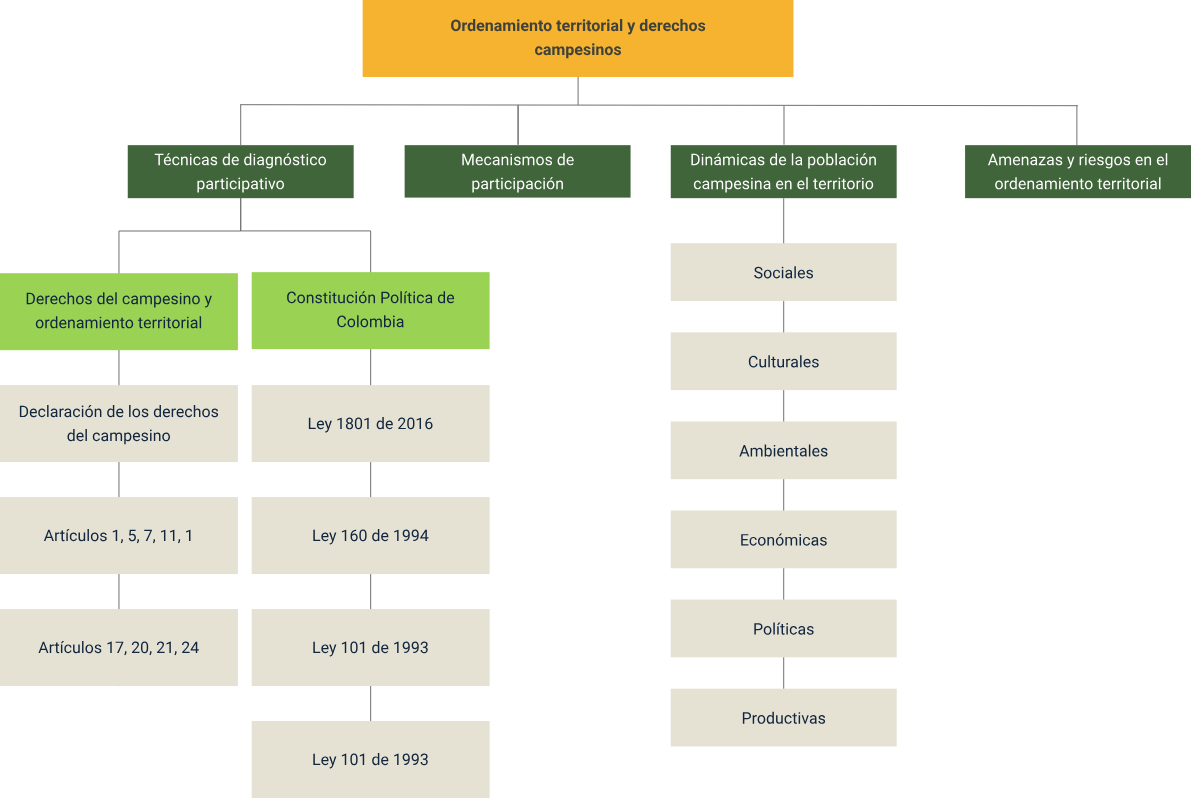 Ordenamiento territorial y derechos
campesinos
Técnicas de diagnóstico
participativo
Mecanismos de
participación
Dinámicas de la población
campesina en el territorio
Amenazas y riesgos en el
ordenamiento territorial
Derechos del campesino y
ordenamiento territorial
Declaración de los derechos
del campesino
Artículos 1, 5, 7, 11, 1
Artículos 17, 20, 21, 24
Constitución Política de
Colombia
Ley 1801 de 2016
Ley 160 de 1994
Ley 101 de 1993
Ley 101 de 1993
Sociales
Culturales
Ambientales
Económicas
Políticas
Productivas